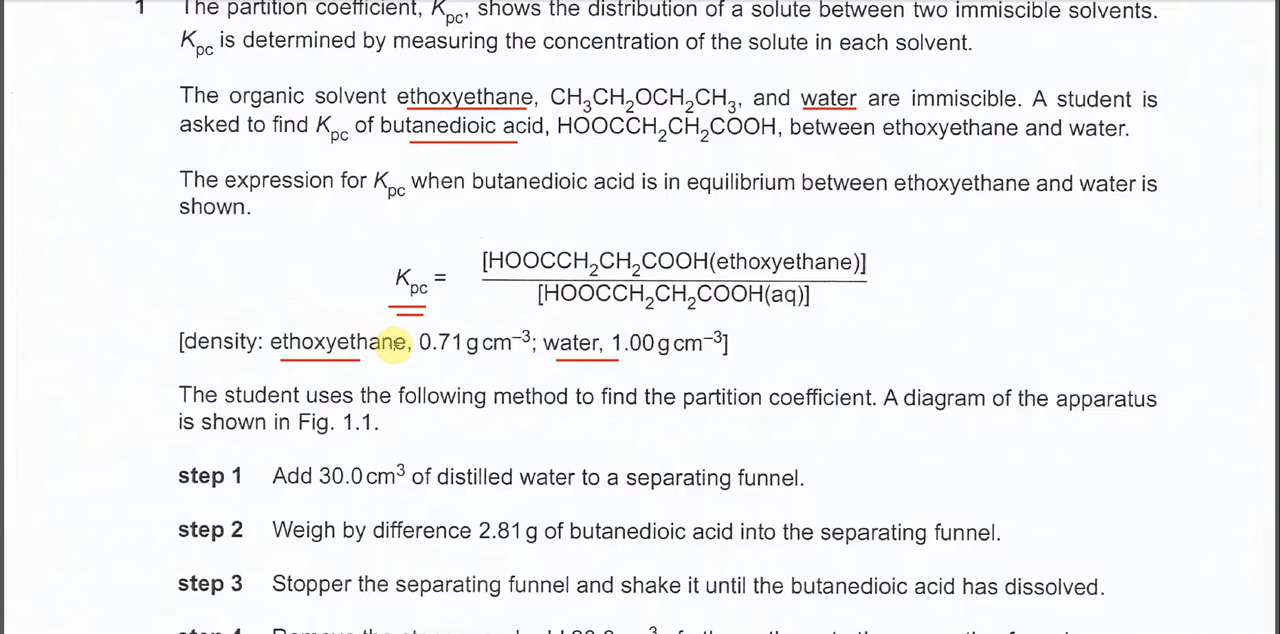 1 The partition coefficient, Kpc, shows the distribution of a solute between two immiscible solvents.
Kpc is determined by measuring the concentration of the solute in each solvent.
The organic solvent ethoxyethane, CH3CH2OCH2CH3, and water are immiscible. A student is
asked to find Kpc of butanedioic acid, HOOCCH2CH2COOH, between ethoxyethane and water.
The expression for Kpc when butanedioic acid is in equilibrium between ethoxyethane and water is
shown.
Kpc = [HOOCCH2CH2COOH(ethoxyethane)]
[HOOCCH2CH2COOH(aq)]
[density: ethoxyethane, 0.71 g cm⁻³; water, 1.00 g cm⁻³]
The student uses the following method to find the partition coefficient. A diagram of the apparatus
is shown in Fig. 1.1.
step 1 Add 30.0 cm³ of distilled water to a separating funnel.
step 2 Weigh by difference 2.81 g of butanedioic acid into the separating funnel.
step 3 Stopper the separating funnel and shake it until the butanedioic acid has dissolved.